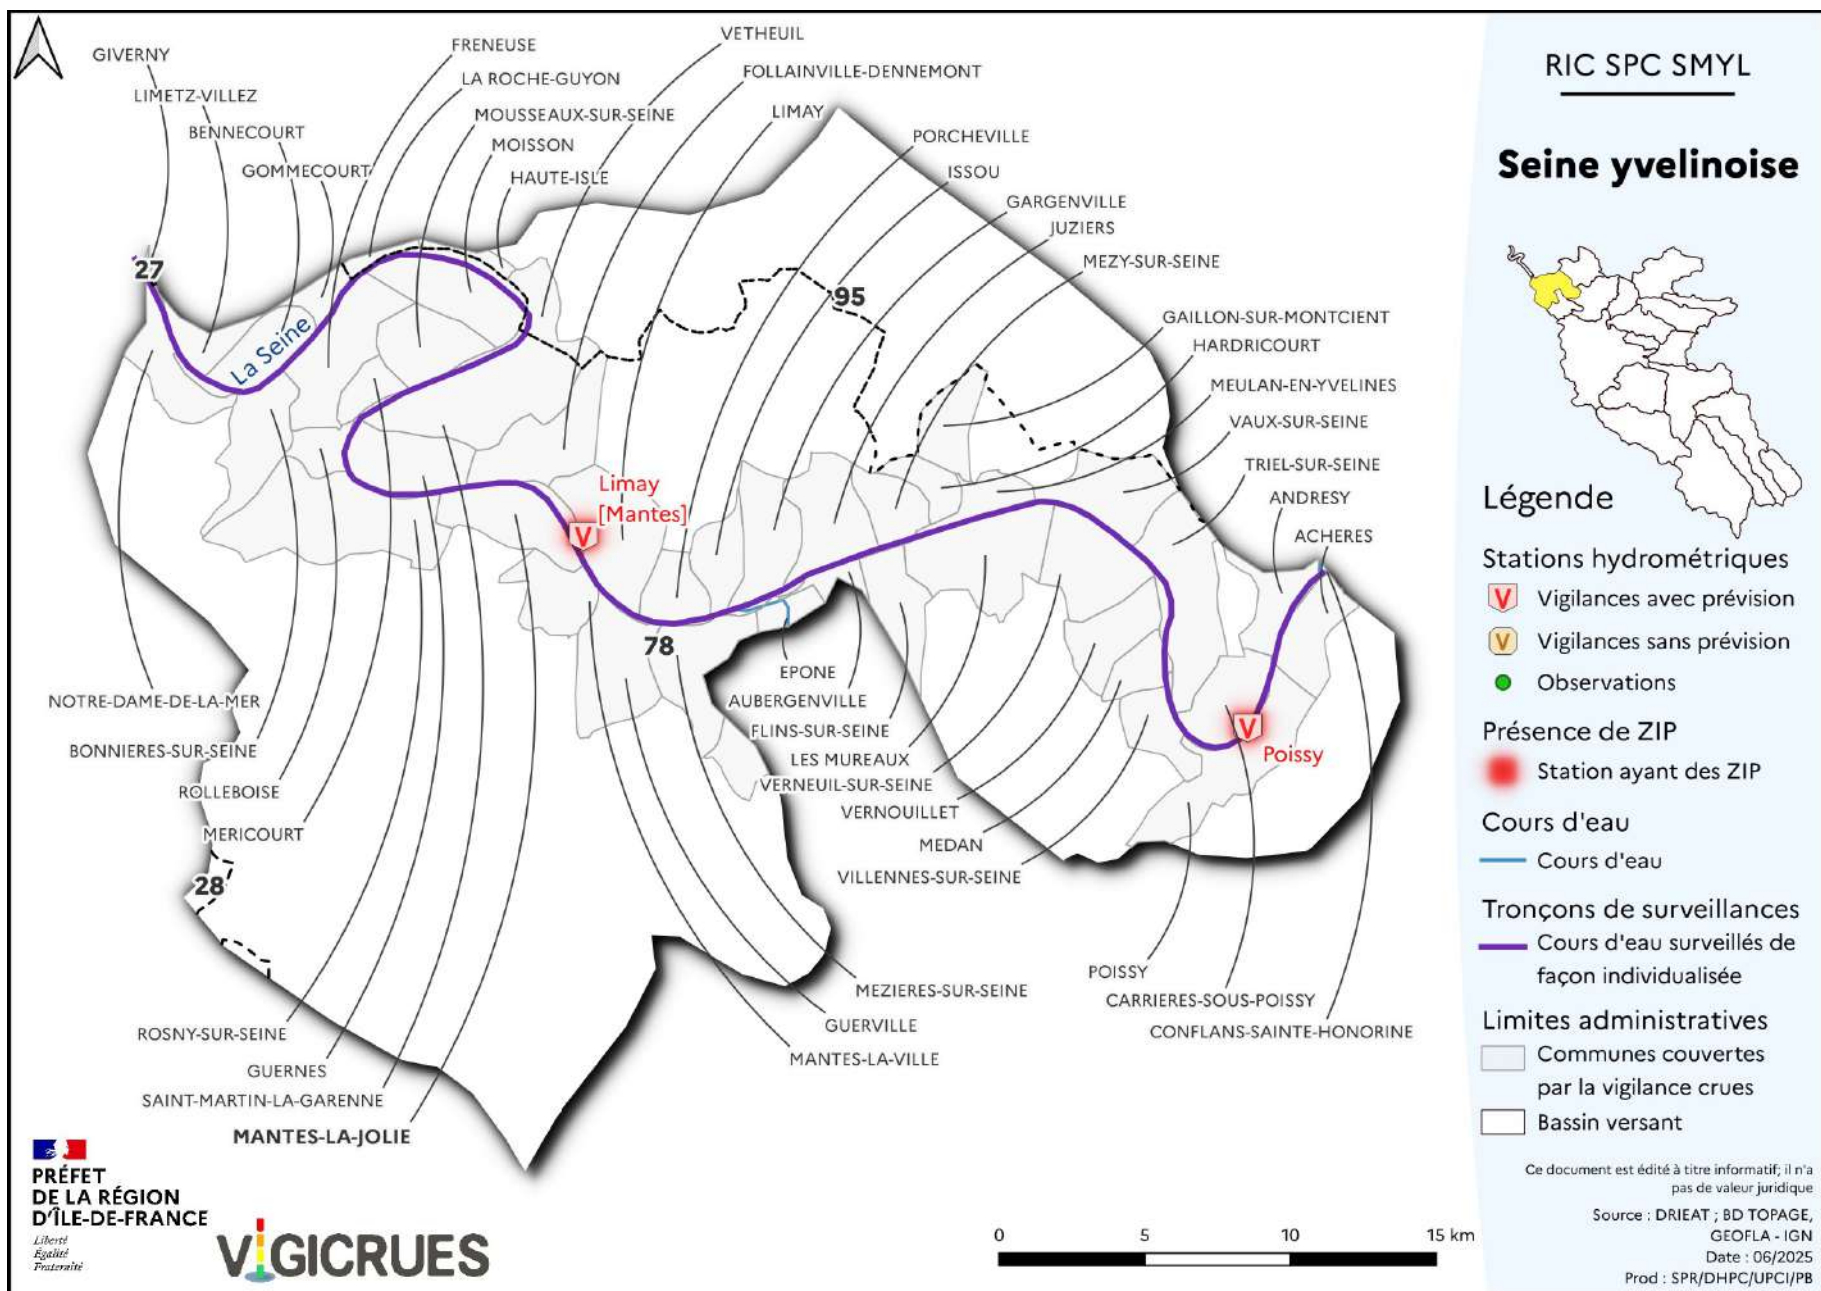 GIVERNY
LIMETZ-VILLEZ
BENNECOURT
GOMMECOURT
FRENEUSE
LA ROCHE-GUYON
MOUSSEAUX-SUR-SEINE
MOISSON
HAUTE-ISLE
VETHEUIL
FOLLAINVILLE-DENNEMONT
LIMAY
PORCHEVILLE
ISSOU
GARGENVILLE
JUZIERS
MEZY-SUR-SEINE
GAILLON-SUR-MONTCIENT
HARDRICOURT
MEULAN-EN-YVELINES
VAUX-SUR-SEINE
TRIEL-SUR-SEINE
ANDRESY
ACHERES
27
La Seine
95
Limay
[Mantes]
V
78
28
V
Poissy
NOTRE-DAME-DE-LA-MER
BONNIERES-SUR-SEINE
ROLLEBOISE
MERICOURT
EPONE
AUBERGENVILLE
FLINS-SUR-SEINE
LES MUREAUX
VERNEUIL-SUR-SEINE
VERNOUILLET
MEDAN
VILLENNES-SUR-SEINE
POISSY
CARRIERES-SOUS-POISSY
CONFLANS-SAINTE-HONORINE
MEZIERES-SUR-SEINE
GUERVILLE
MANTES-LA-VILLE
ROSNY-SUR-SEINE
GUERNES
SAINT-MARTIN-LA-GARENNE
MANTES-LA-JOLIE
PRÉFET
DE LA RÉGION
D'ÎLE-DE-FRANCE
Liberté
Égalité
Fraternité
VIGICRUES
0 5 10 15 km
RIC SPC SMYL
Seine yvelinoise
Légende
Stations hydrométriques
V Vigilances avec prévision
V Vigilances sans prévision
Observations
Présence de ZIP
Station ayant des ZIP
Cours d'eau
Cours d'eau
Tronçons de surveillances
Cours d'eau surveillés de
façon individualisée
Limites administratives
Communes couvertes
par la vigilance crues
Bassin versant
Ce document est édité à titre informatif; il n'a
pas de valeur juridique
Source : DRIEAT ; BD TOPAGE,
GEOFLA - IGN
Date : 06/2025
Prod : SPR/DHPC/UPCI/PB